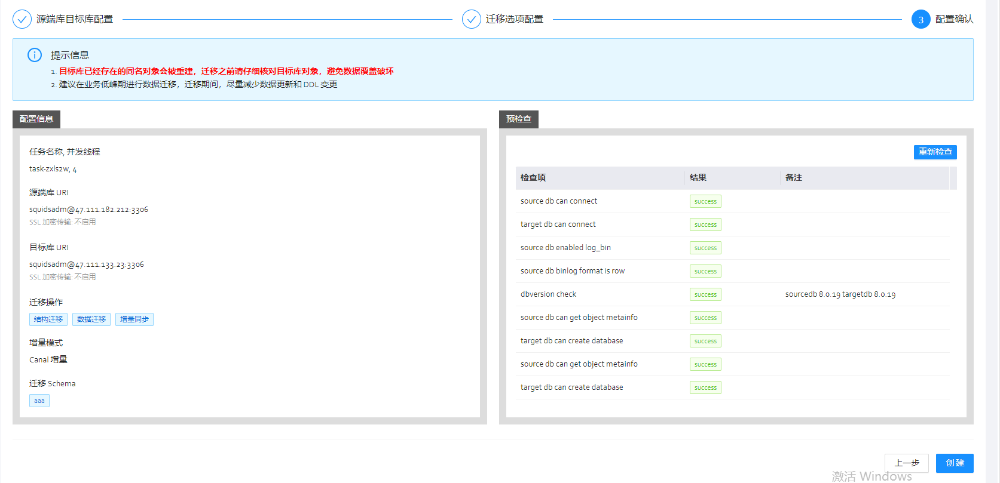 源端库目标库配置
迁移选项配置
3 配置确认
提示信息
1. 目标库已经存在的同名对象会被重建，迁移之前请仔细核对目标库对象，避免数据覆盖破坏
2. 建议在业务低峰期进行数据迁移，迁移期间，尽量减少数据更新和 DDL 变更
配置信息
任务名称, 并发线程
task-zxls2w, 4
源端库 URI
squidsadm@47.111.182.212:3306
SSL 加密传输: 不启用
目标库 URI
squidsadm@47.111.133.23:3306
SSL 加密传输: 不启用
迁移操作
结构迁移 数据迁移 增量同步
增量模式
Canal 增量
迁移 Schema
aaa
预检查
重新检查
检查项 结果 备注
source db can connect success
target db can connect success
source db enabled log_bin success
source db binlog format is row success
dbversion check success sourcedb 8.0.19 targetdb 8.0.19
source db can get object metainfo success
target db can create database success
source db can get object metainfo success
target db can create database success
上一步 创 建
激活 Windows